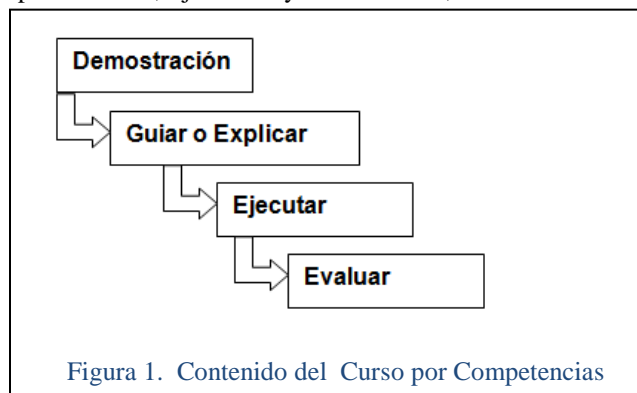 Demostración
Guiar o Explicar
Ejecutar
Evaluar
Figura 1. Contenido del Curso por Competencias